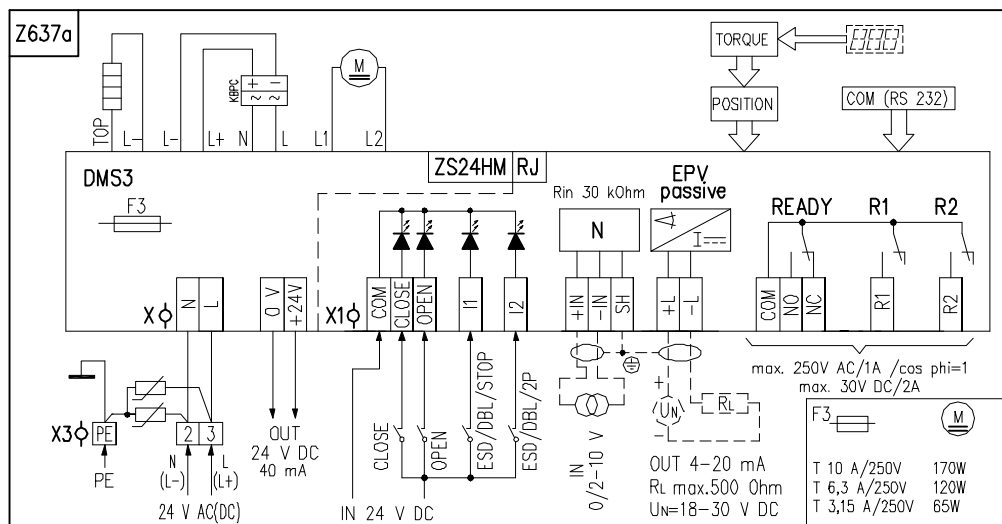 Z637a
TORQUE
POSITION
COM (RS 232)
KBPC
+ −
~ ~
M
TOP
L−
L−
L+
N
L
L1
L2
DMS3
ZS24HM RJ
F3
Rin 30 kOhm
N
EPV
passive
I
READY
R1
R2
X
N
L
0 V
+24V
X1
COM
CLOSE
OPEN
I1
I2
+IN
−IN
SH
+L
−L
COM
NO
NC
R1
R2
max. 250V AC/1A /cos phi=1
max. 30V DC/2A
X3
PE
2
3
PE
N
(L−)
L
(L+)
24 V AC(DC)
OUT
24 V DC
40 mA
CLOSE
OPEN
ESD/DBL/STOP
ESD/DBL/2P
IN 24 V DC
IN
0/2−10 V
+
UN
−
RL
OUT 4−20 mA
RL max.500 Ohm
UN=18−30 V DC
F3
M
T 10 A/250V 170W
T 6,3 A/250V 120W
T 3,15 A/250V 65W